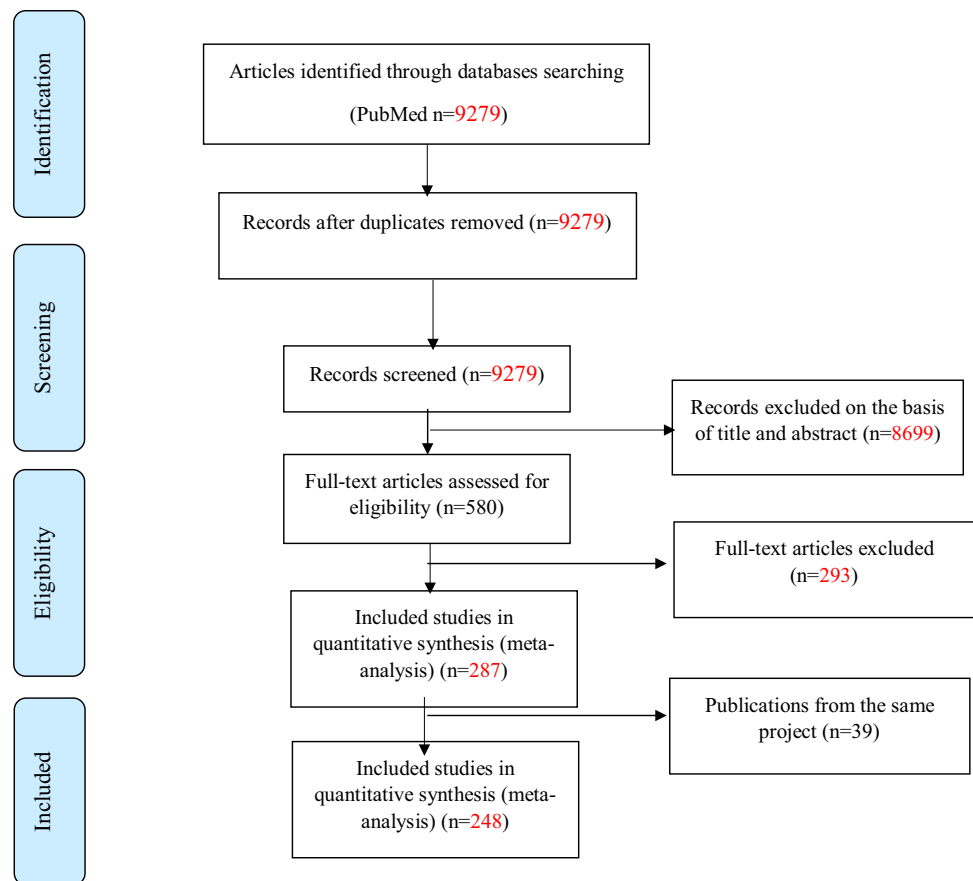 Identification
Articles identified through databases searching
(PubMed n=9279)
Records after duplicates removed (n=9279)
Screening
Records screened (n=9279)
Records excluded on the basis
of title and abstract (n=8699)
Eligibility
Full-text articles assessed for
eligibility (n=580)
Full-text articles excluded
(n=293)
Included studies in
quantitative synthesis (meta-
analysis) (n=287)
Included
Publications from the same
project (n=39)
Included studies in
quantitative synthesis (meta-
analysis) (n=248)